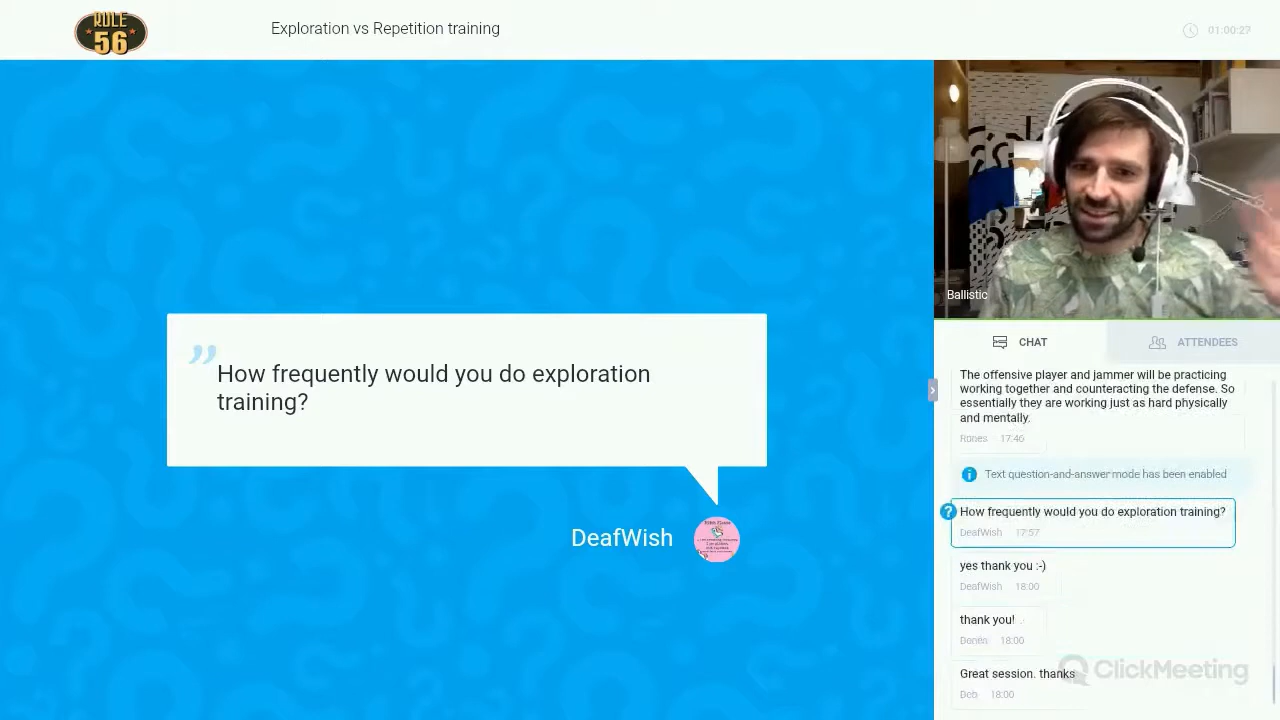 RULE
56
Exploration vs Repetition training
01:00:27
How frequently would you do exploration
training?
DeafWish
Ballistic
CHAT
ATTENDEES
The offensive player and jammer will be practicing
working together and counteracting the defense. So
essentially they are working just as hard physically
and mentally.
17:46
Text question-and-answer mode has been enabled
How frequently would you do exploration training?
DeafWish 17:57
yes thank you :-)
DeafWish 18:00
thank you!
18:00
Great session. thanks
18:00
ClickMeeting